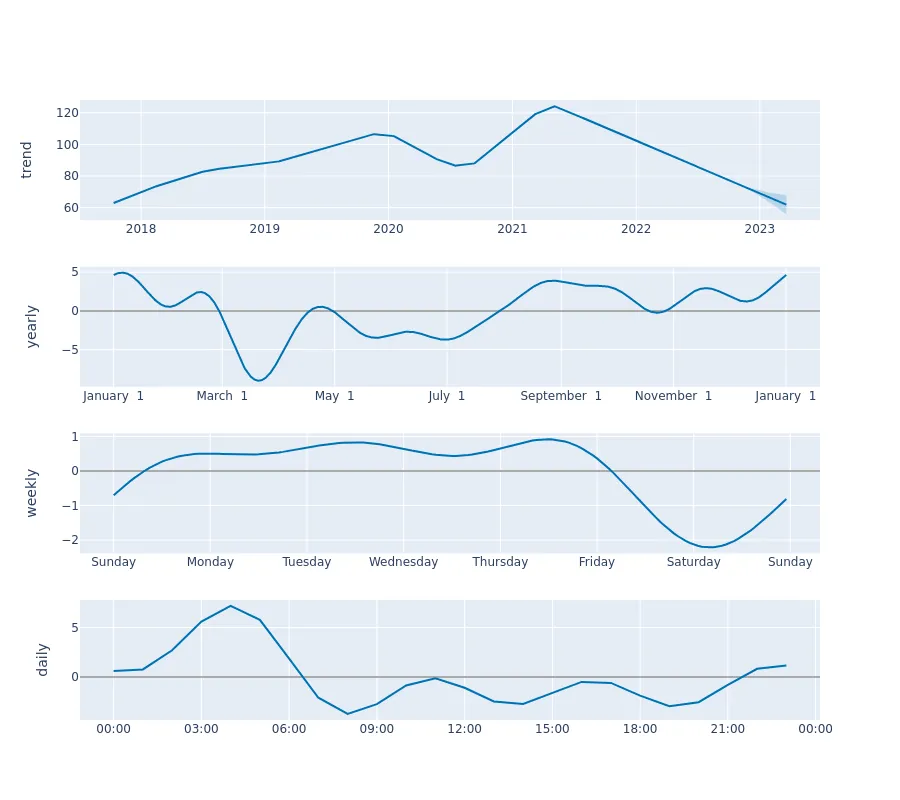 trend
120
100
80
60
2018 2019 2020 2021 2022 2023
yearly
5
0
−5
January 1 March 1 May 1 July 1 September 1 November 1 January 1
weekly
1
0
−1
−2
Sunday Monday Tuesday Wednesday Thursday Friday Saturday Sunday
daily
5
0
00:00 03:00 06:00 09:00 12:00 15:00 18:00 21:00 00:00